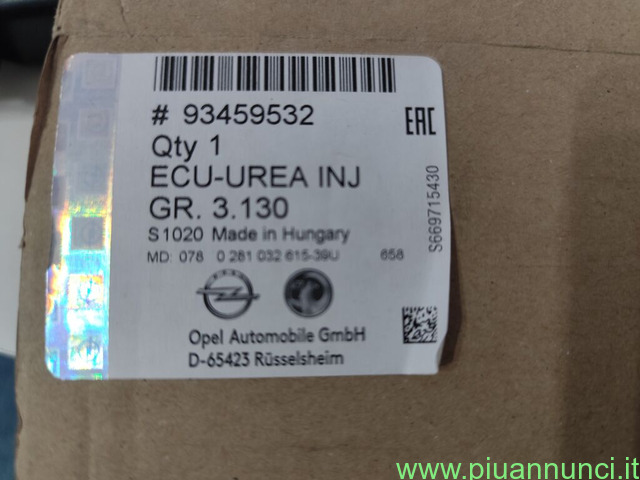 # 93459532
EAC
Qty 1
ECU-UREA INJ
GR. 3.130
S1020 Made in Hungary
MD: 078 0 281 032 615-39U 658
S669715430
Opel Automobile GmbH
D-65423 Rüsselsheim
www.piuannunci.it